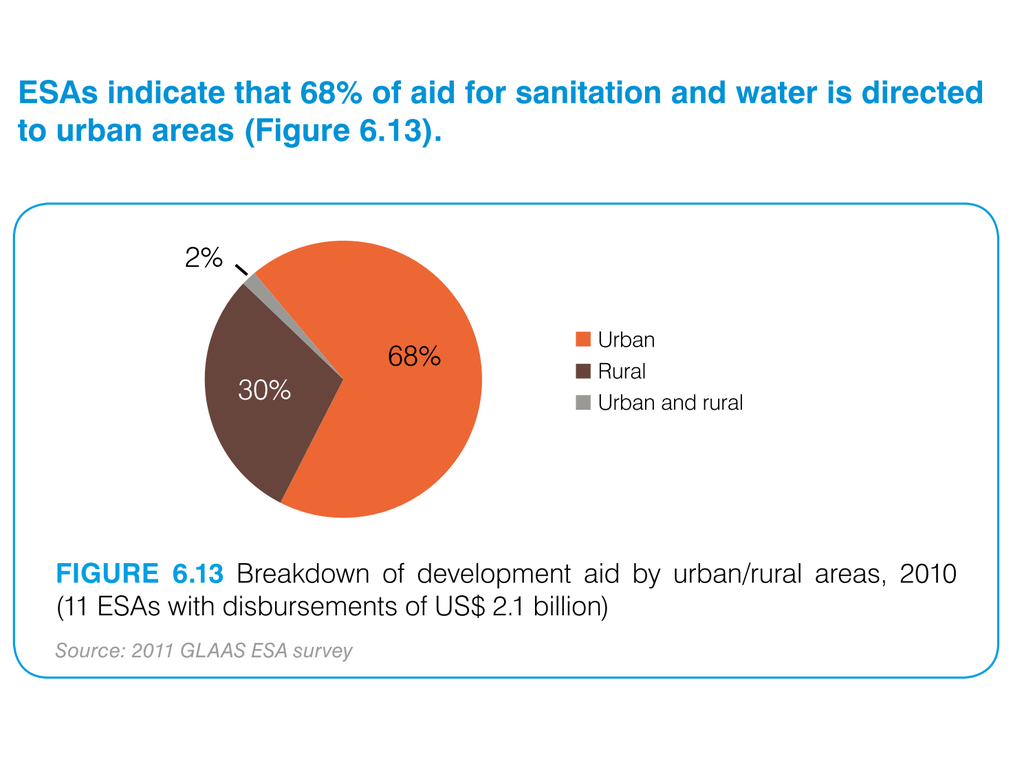 ESAs indicate that 68% of aid for sanitation and water is directed
to urban areas (Figure 6.13).
2%
68%
30%
Urban
Rural
Urban and rural
FIGURE 6.13 Breakdown of development aid by urban/rural areas, 2010
(11 ESAs with disbursements of US$ 2.1 billion)
Source: 2011 GLAAS ESA survey